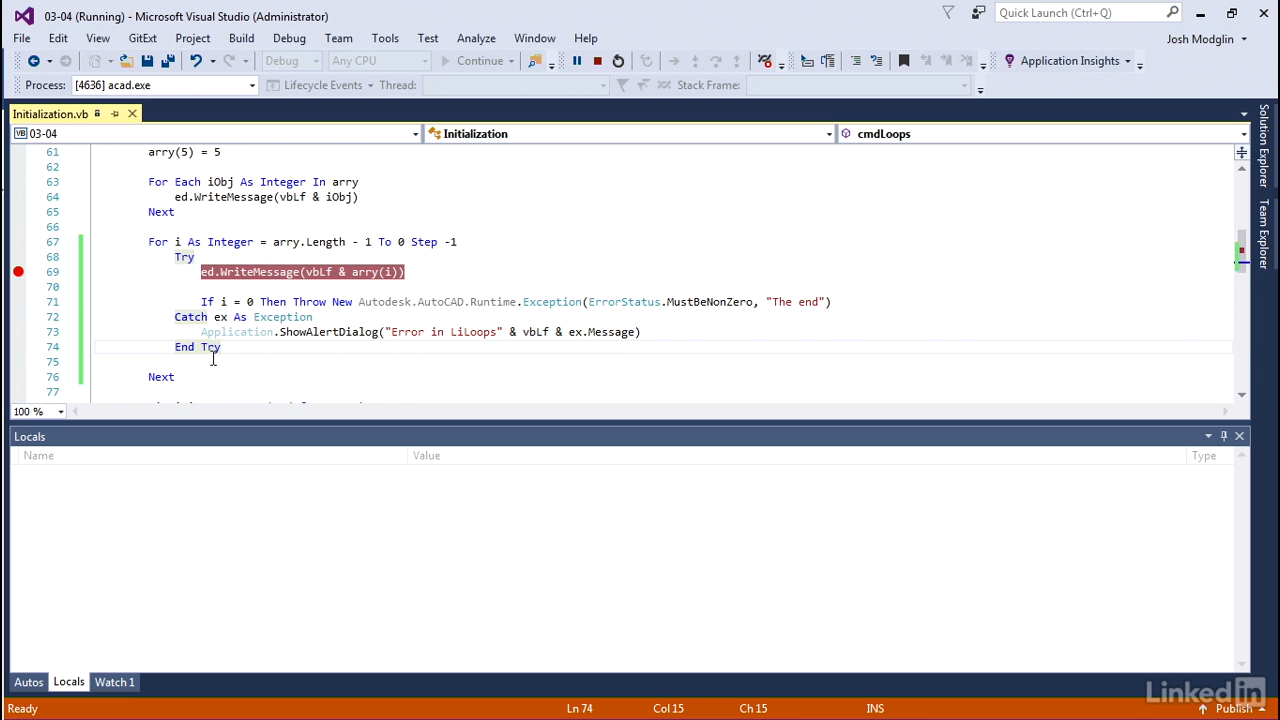 03-04 (Running) - Microsoft Visual Studio (Administrator)
Quick Launch (Ctrl+Q)
File Edit View GitExt Project Build Debug Team Tools Test Analyze Window Help
Josh Modglin
Debug Any CPU Continue Application Insights
Process: [4636] acad.exe Lifecycle Events Thread: Stack Frame:
Initialization.vb
03-04 Initialization cmdLoops
61 arry(5) = 5
62
63 For Each iObj As Integer In arry
64 ed.WriteMessage(vbLf & iObj)
65 Next
66
67 For i As Integer = arry.Length - 1 To 0 Step -1
68 Try
69 ed.WriteMessage(vbLf & arry(i))
70
71 If i = 0 Then Throw New Autodesk.AutoCAD.Runtime.Exception(ErrorStatus.MustBeNonZero, "The end")
72 Catch ex As Exception
73 Application.ShowAlertDialog("Error in LiLoops" & vbLf & ex.Message)
74 End Try
75
76 Next
77
100 %
Locals
Name Value Type
Autos Locals Watch 1
Ready Ln 74 Col 15 Ch 15 INS Publish
Solution Explorer
Team Explorer
LinkedIn